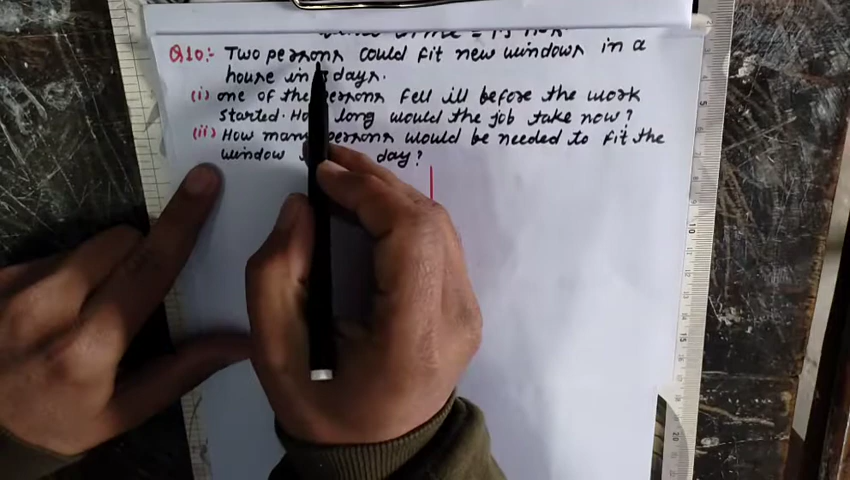 Q10:- Two persons could fit new windows in a
house in days.
(i) one of the persons fell ill before the work
started. How long would the job take now?
(ii) How many persons would be needed to fit the
window day?